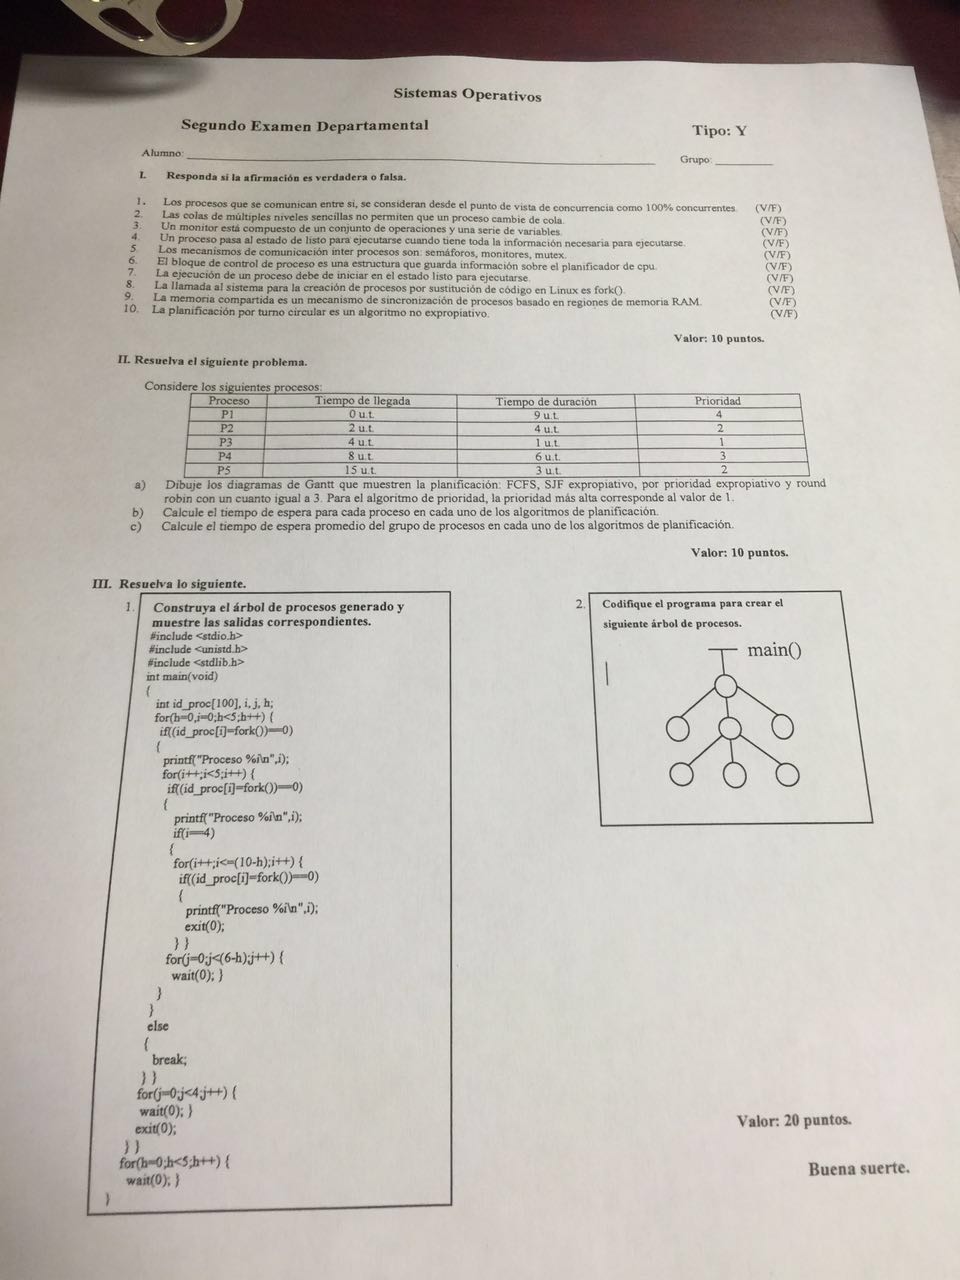 Sistemas Operativos
Segundo Examen Departamental
Tipo: Y
Alumno:
Grupo:
I. Responda si la afirmación es verdadera o falsa.
1. Los procesos que se comunican entre si, se consideran desde el punto de vista de concurrencia como 100% concurrentes. (V/F)
2. Las colas de múltiples niveles sencillas no permiten que un proceso cambie de cola. (V/F)
3. Un monitor está compuesto de un conjunto de operaciones y una serie de variables. (V/F)
4. Un proceso pasa al estado de listo para ejecutarse cuando tiene toda la información necesaria para ejecutarse. (V/F)
5. Los mecanismos de comunicación inter procesos son: semáforos, monitores, mutex. (V/F)
6. El bloque de control de proceso es una estructura que guarda información sobre el planificador de cpu. (V/F)
7. La ejecución de un proceso debe de iniciar en el estado listo para ejecutarse. (V/F)
8. La llamada al sistema para la creación de procesos por sustitución de código en Linux es fork(). (V/F)
9. La memoria compartida es un mecanismo de sincronización de procesos basado en regiones de memoria RAM. (V/F)
10. La planificación por turno circular es un algoritmo no expropiativo. (V/F)
Valor: 10 puntos.
II. Resuelva el siguiente problema.
Considere los siguientes procesos:
Proceso Tiempo de llegada Tiempo de duración Prioridad
P1 0 u.t. 9 u.t. 4
P2 2 u.t. 4 u.t. 2
P3 4 u.t. 1 u.t. 1
P4 8 u.t. 6 u.t. 3
P5 15 u.t. 3 u.t. 2
a) Dibuje los diagramas de Gantt que muestren la planificación: FCFS, SJF expropiativo, por prioridad expropiativo y round
robin con un cuanto igual a 3. Para el algoritmo de prioridad, la prioridad más alta corresponde al valor de 1.
b) Calcule el tiempo de espera para cada proceso en cada uno de los algoritmos de planificación.
c) Calcule el tiempo de espera promedio del grupo de procesos en cada uno de los algoritmos de planificación.
Valor: 10 puntos.
III. Resuelva lo siguiente.
1. Construya el árbol de procesos generado y
muestre las salidas correspondientes.
#include <stdio.h>
#include <unistd.h>
#include <stdlib.h>
int main(void)
{
int id_proc[100], i, j, h;
for(h=0,i=0;h<5;h++) {
if((id_proc[i]=fork())==0)
{
printf("Proceso %i\n",i);
for(i++;i<5;i++) {
if((id_proc[i]=fork())==0)
{
printf("Proceso %i\n",i);
if(i==4)
{
for(i++;i<=(10-h);i++) {
if((id_proc[i]=fork())==0)
{
printf("Proceso %i\n",i);
exit(0);
} }
for(j=0;j<(6-h);j++) {
wait(0); }
}
}
else
{
break;
} }
for(j=0;j<4;j++) {
wait(0); }
exit(0);
} }
for(h=0;h<5;h++) {
wait(0); }
}
2. Codifique el programa para crear el
siguiente árbol de procesos.
main()
Valor: 20 puntos.
Buena suerte.